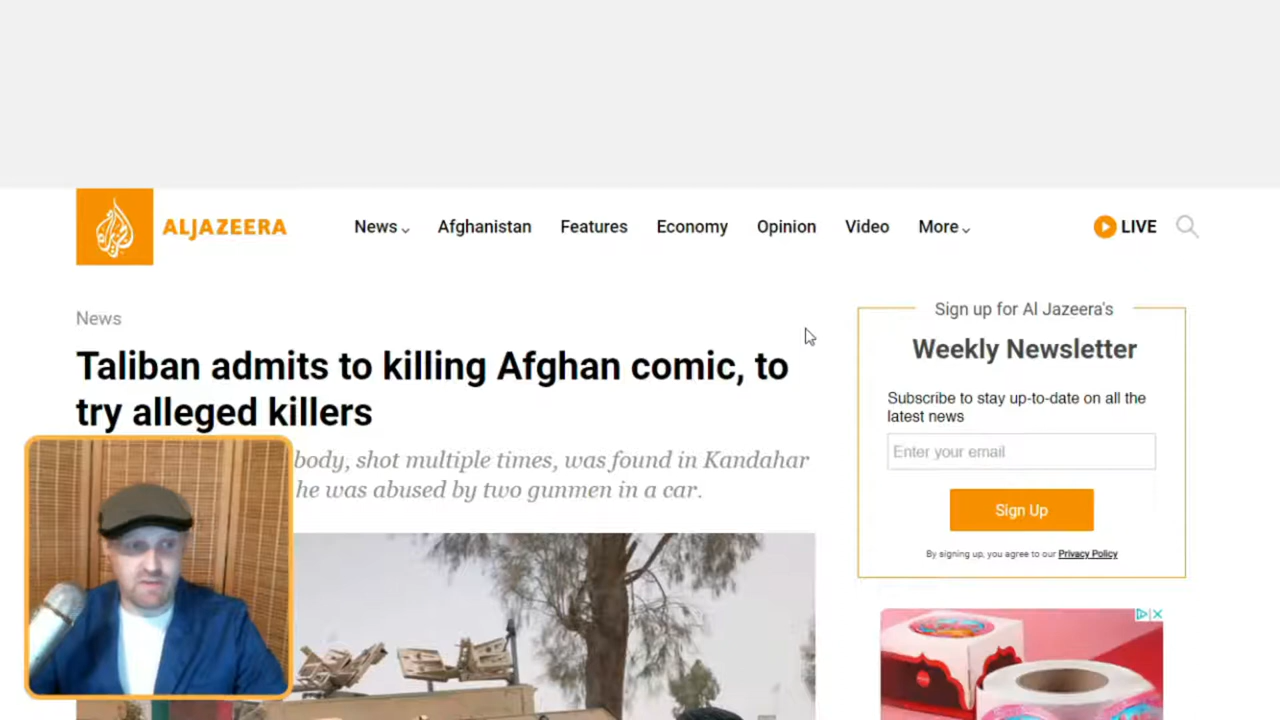 ALJAZEERA
News
Afghanistan
Features
Economy
Opinion
Video
More
LIVE
News
Taliban admits to killing Afghan comic, to
try alleged killers
body, shot multiple times, was found in Kandahar
he was abused by two gunmen in a car.
Sign up for Al Jazeera's
Weekly Newsletter
Subscribe to stay up-to-date on all the
latest news
Enter your email
Sign Up
By signing up, you agree to our Privacy Policy